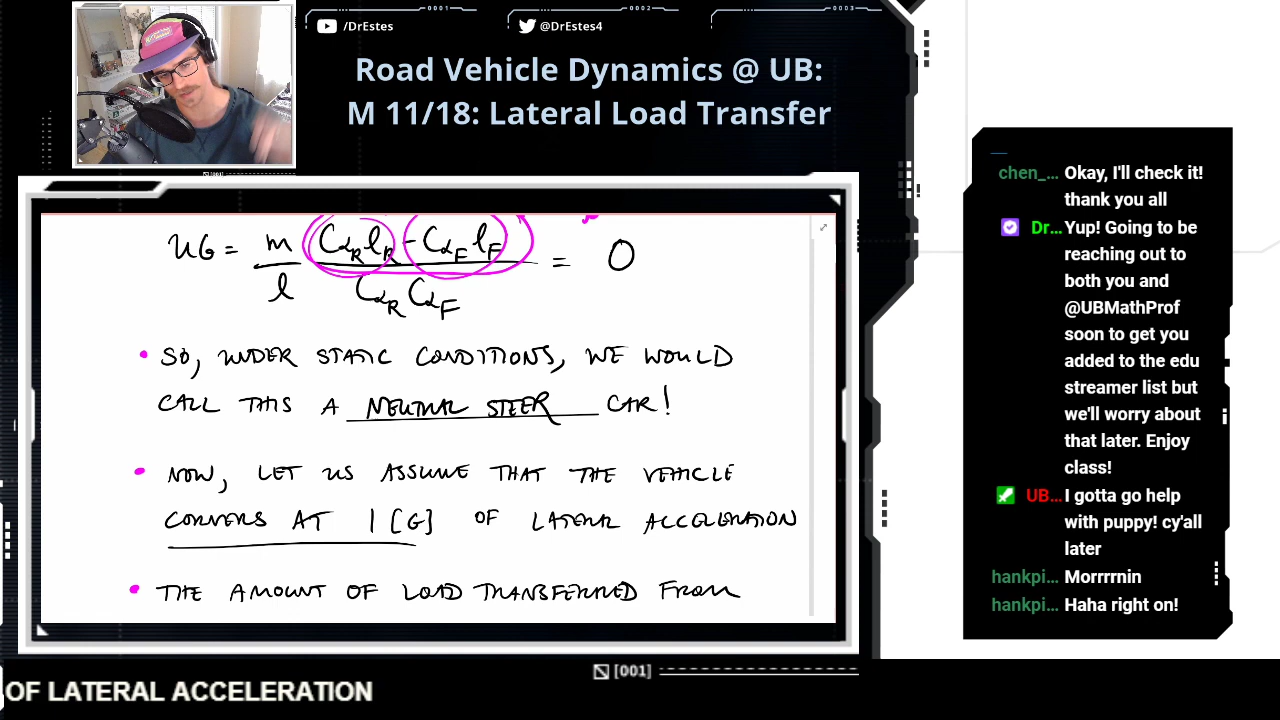 0001
0002
0003
/DrEstes
@DrEstes4
Road Vehicle Dynamics @ UB:
M 11/18: Lateral Load Transfer
[001]
UG = m/l (CαR lR - CαF lF)/(CαR CαF) = 0
• SO, UNDER STATIC CONDITIONS, WE WOULD
CALL THIS A NEUTRAL STEER CAR!
• NOW, LET US ASSUME THAT THE VEHICLE
CORNERS AT 1 [G] OF LATERAL ACCELERATION
• THE AMOUNT OF LOAD TRANSFERRED FROM
chen_... Okay, I'll check it!
thank you all
Dr... Yup! Going to be
reaching out to
both you and
@UBMathProf
soon to get you
added to the edu
streamer list but
we'll worry about
that later. Enjoy
class!
UB... I gotta go help
with puppy! cy'all
later
hankpi... Morrrrnin
hankpi... Haha right on!
[001]
OF LATERAL ACCELERATION